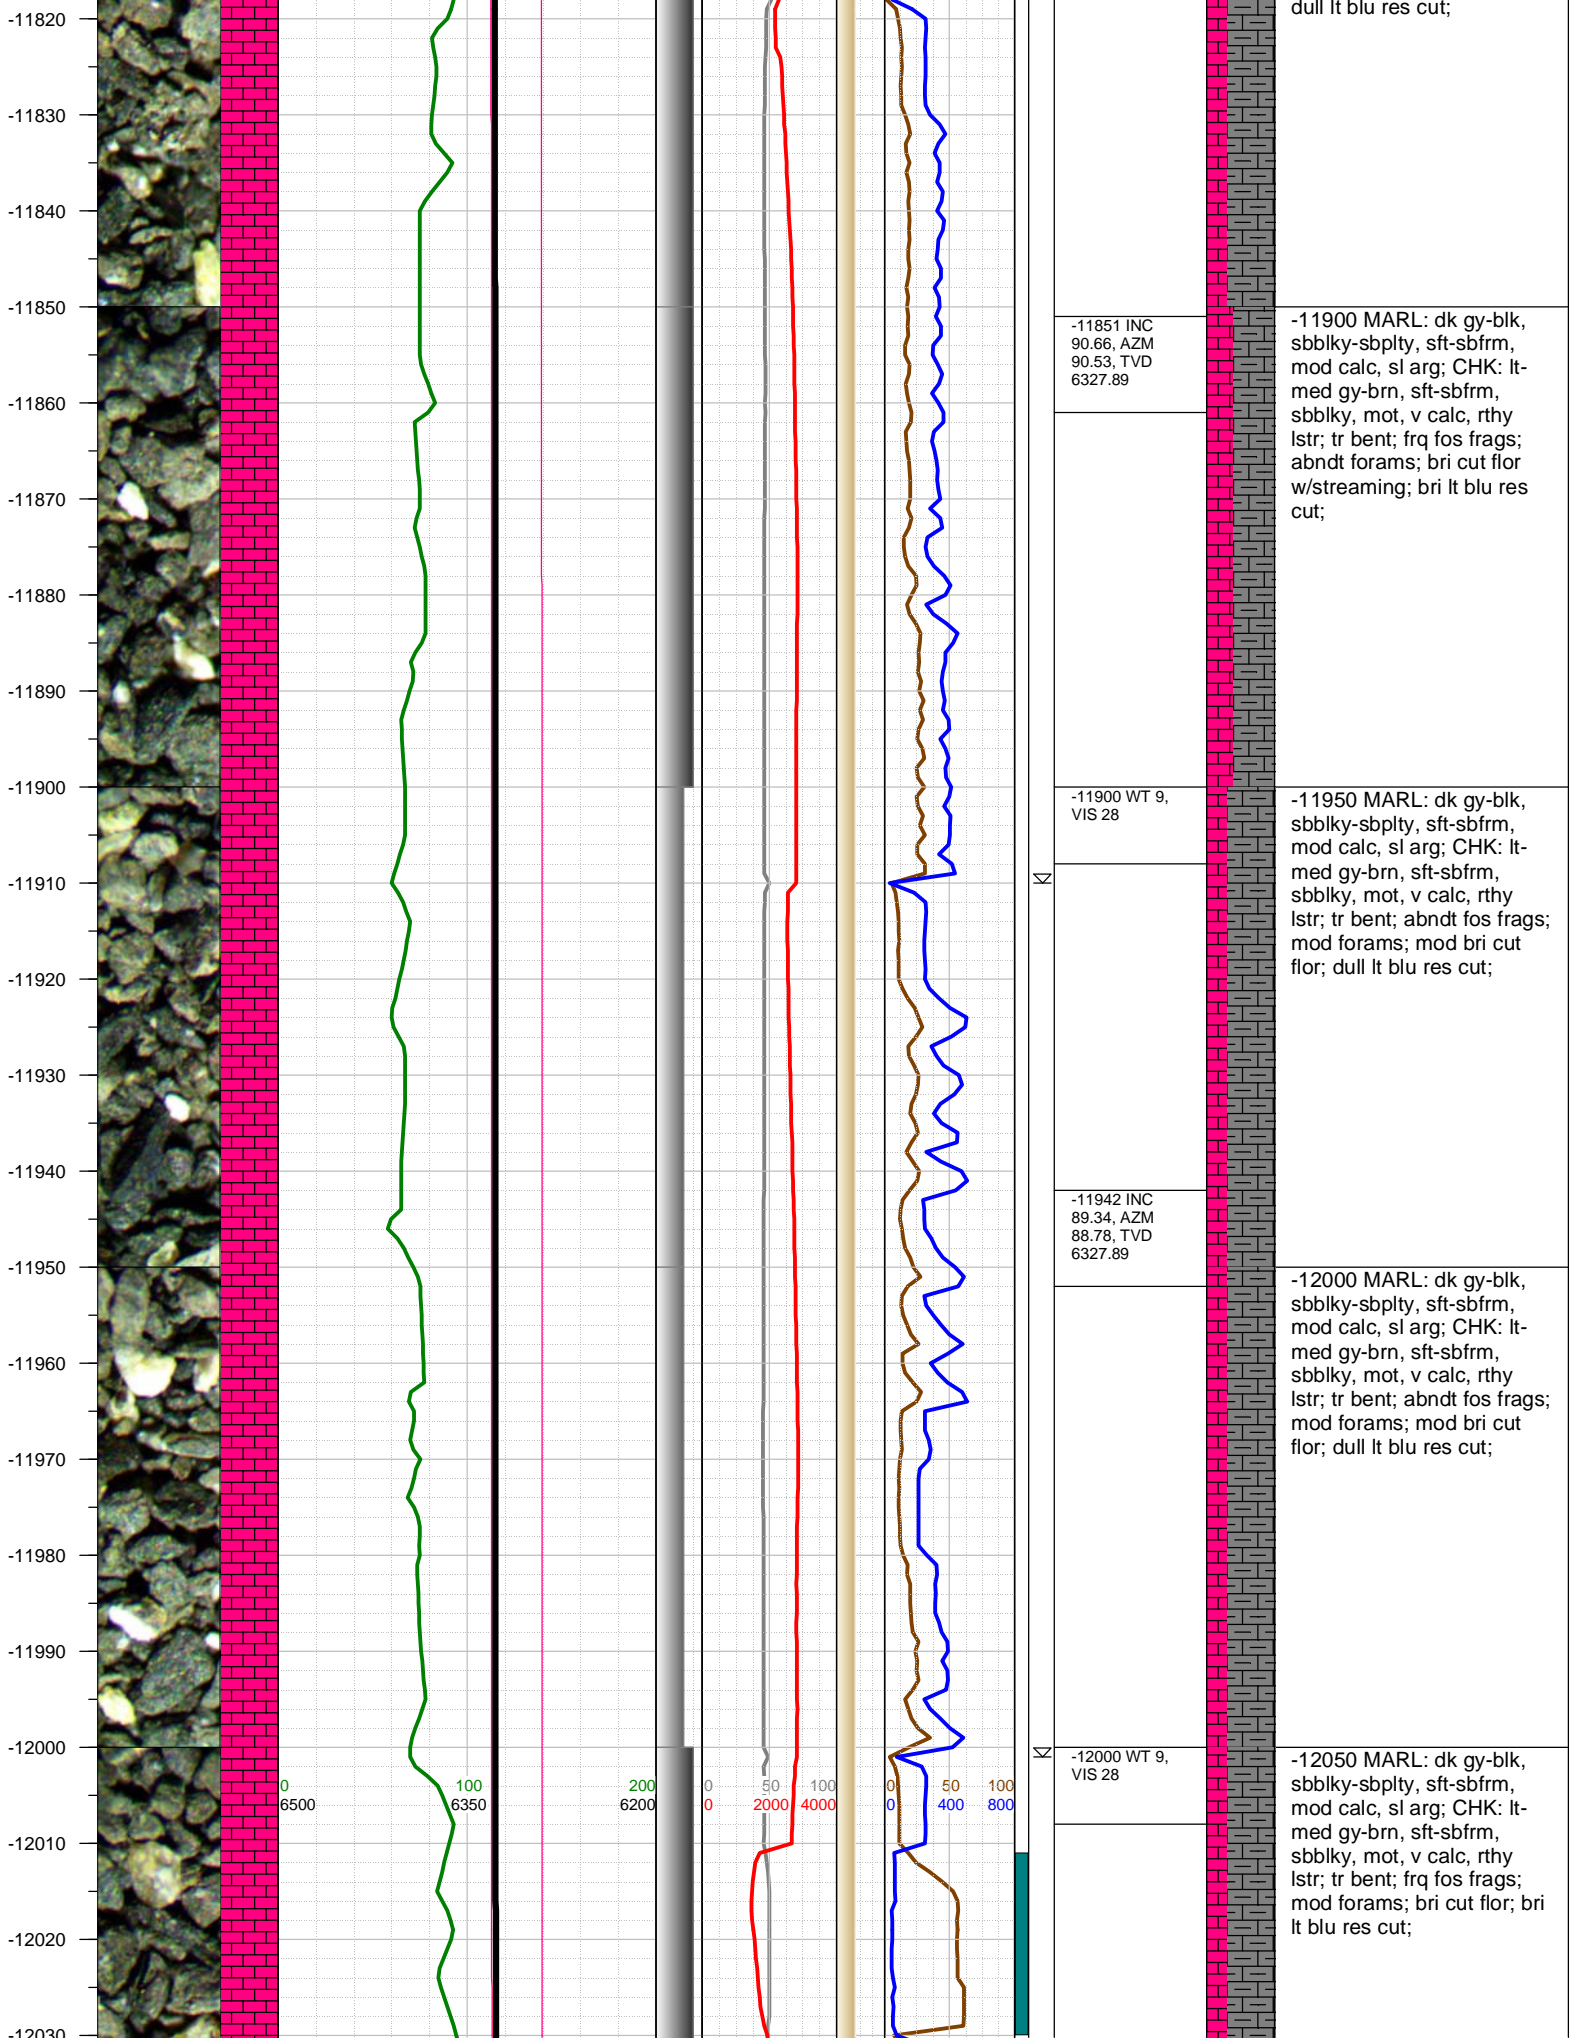 dull lt blu res cut;
-11820
-11830
-11840
-11850
-11860
-11870
-11880
-11890
-11900
-11910
-11920
-11930
-11940
-11950
-11960
-11970
-11980
-11990
-12000
-12010
-12020
-12030
0 100 200
6500 6350 6200
0 50 100
0 2000 4000
0 50 100
0 400 800
-11851 INC
90.66, AZM
90.53, TVD
6327.89
-11900 WT 9,
VIS 28
-11942 INC
89.34, AZM
88.78, TVD
6327.89
-12000 WT 9,
VIS 28
-11900 MARL: dk gy-blk,
sbblky-sbplty, sft-sbfrm,
mod calc, sl arg; CHK: lt-
med gy-brn, sft-sbfrm,
sbblky, mot, v calc, rthy
lstr; tr bent; frq fos frags;
abndt forams; bri cut flor
w/streaming; bri lt blu res
cut;
-11950 MARL: dk gy-blk,
sbblky-sbplty, sft-sbfrm,
mod calc, sl arg; CHK: lt-
med gy-brn, sft-sbfrm,
sbblky, mot, v calc, rthy
lstr; tr bent; abndt fos frags;
mod forams; mod bri cut
flor; dull lt blu res cut;
-12000 MARL: dk gy-blk,
sbblky-sbplty, sft-sbfrm,
mod calc, sl arg; CHK: lt-
med gy-brn, sft-sbfrm,
sbblky, mot, v calc, rthy
lstr; tr bent; abndt fos frags;
mod forams; mod bri cut
flor; dull lt blu res cut;
-12050 MARL: dk gy-blk,
sbblky-sbplty, sft-sbfrm,
mod calc, sl arg; CHK: lt-
med gy-brn, sft-sbfrm,
sbblky, mot, v calc, rthy
lstr; tr bent; frq fos frags;
mod forams; bri cut flor; bri
lt blu res cut;